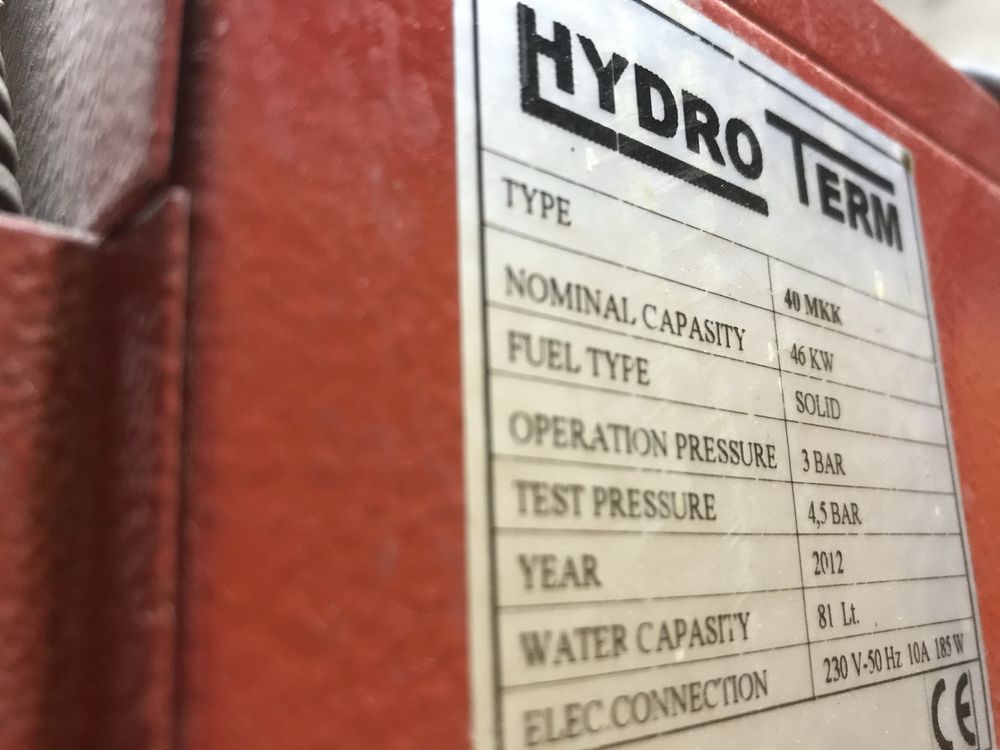 HYDRO TERM
TYPE 40 MKK
NOMINAL CAPASITY 46 KW
FUEL TYPE SOLiD
OPERATION PRESSURE 3 BAR
TEST PRESSURE 4,5 BAR
YEAR 2012
WATER CAPASITY 81 Lt.
ELEC.CONNECTION 230 V-50 Hz 10A 185 W
CE